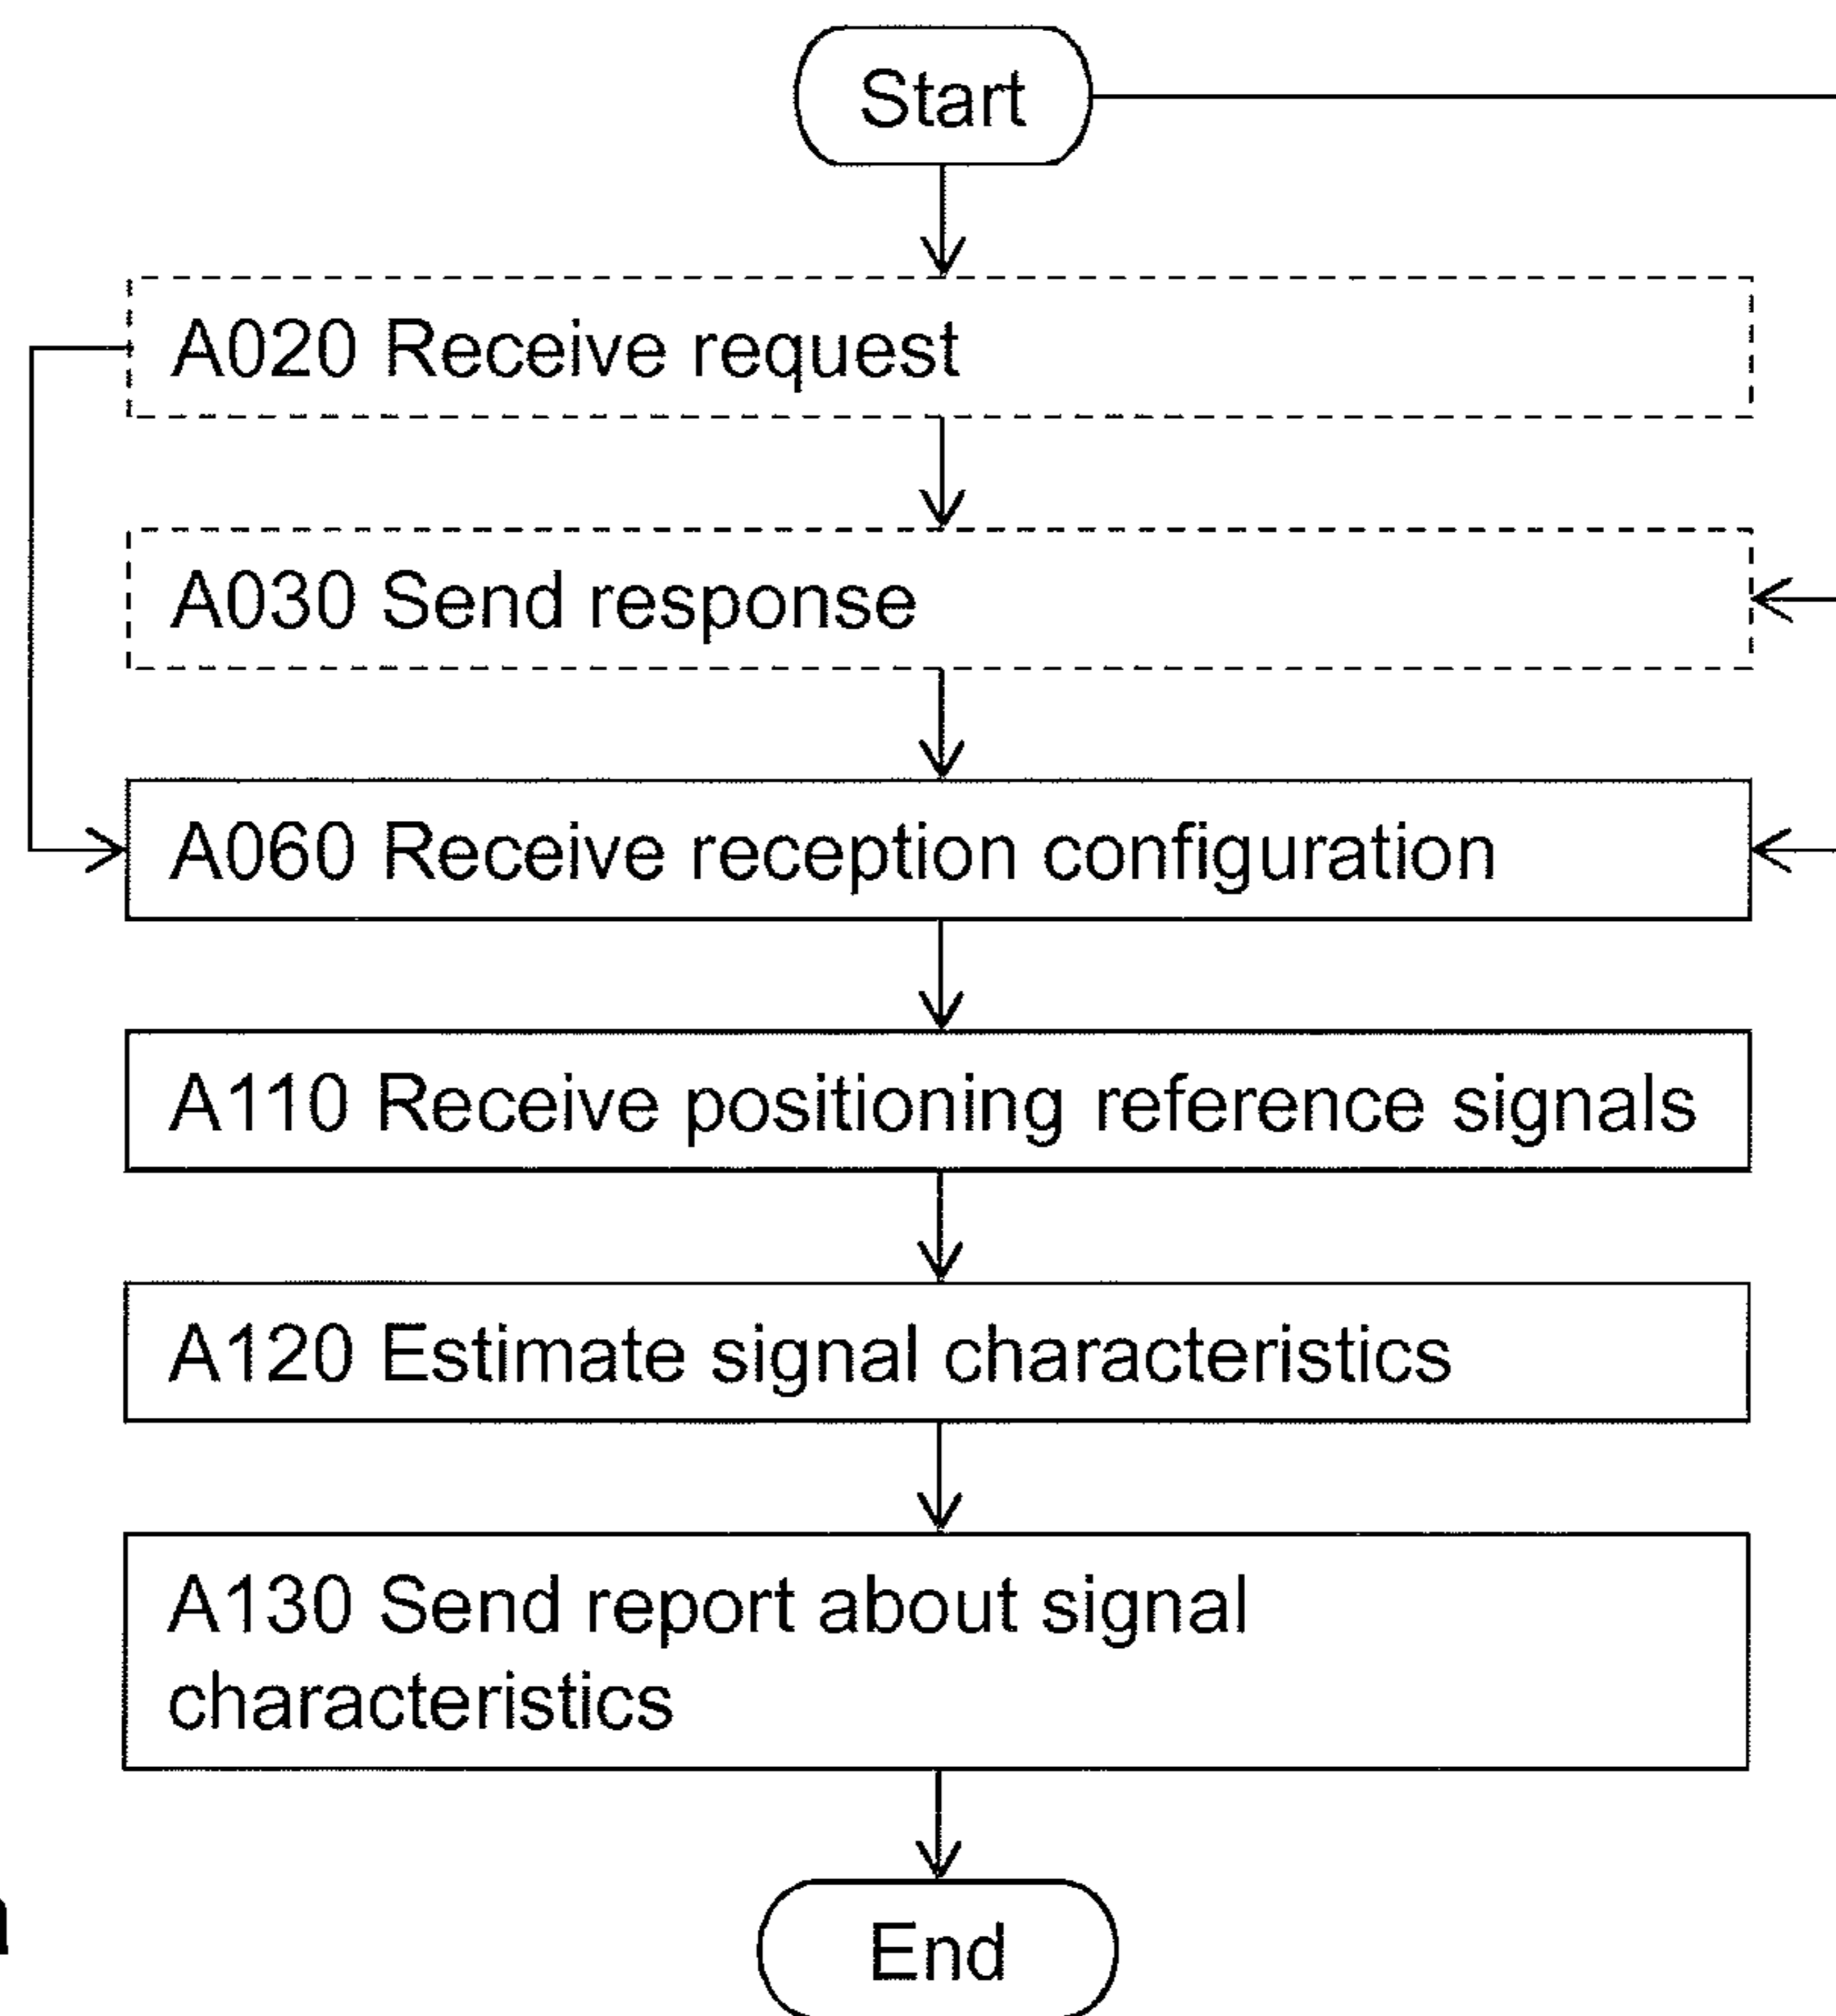 Start
A020 Receive request
A030 Send response
A060 Receive reception configuration
A110 Receive positioning reference signals
A120 Estimate signal characteristics
A130 Send report about signal
characteristics
End